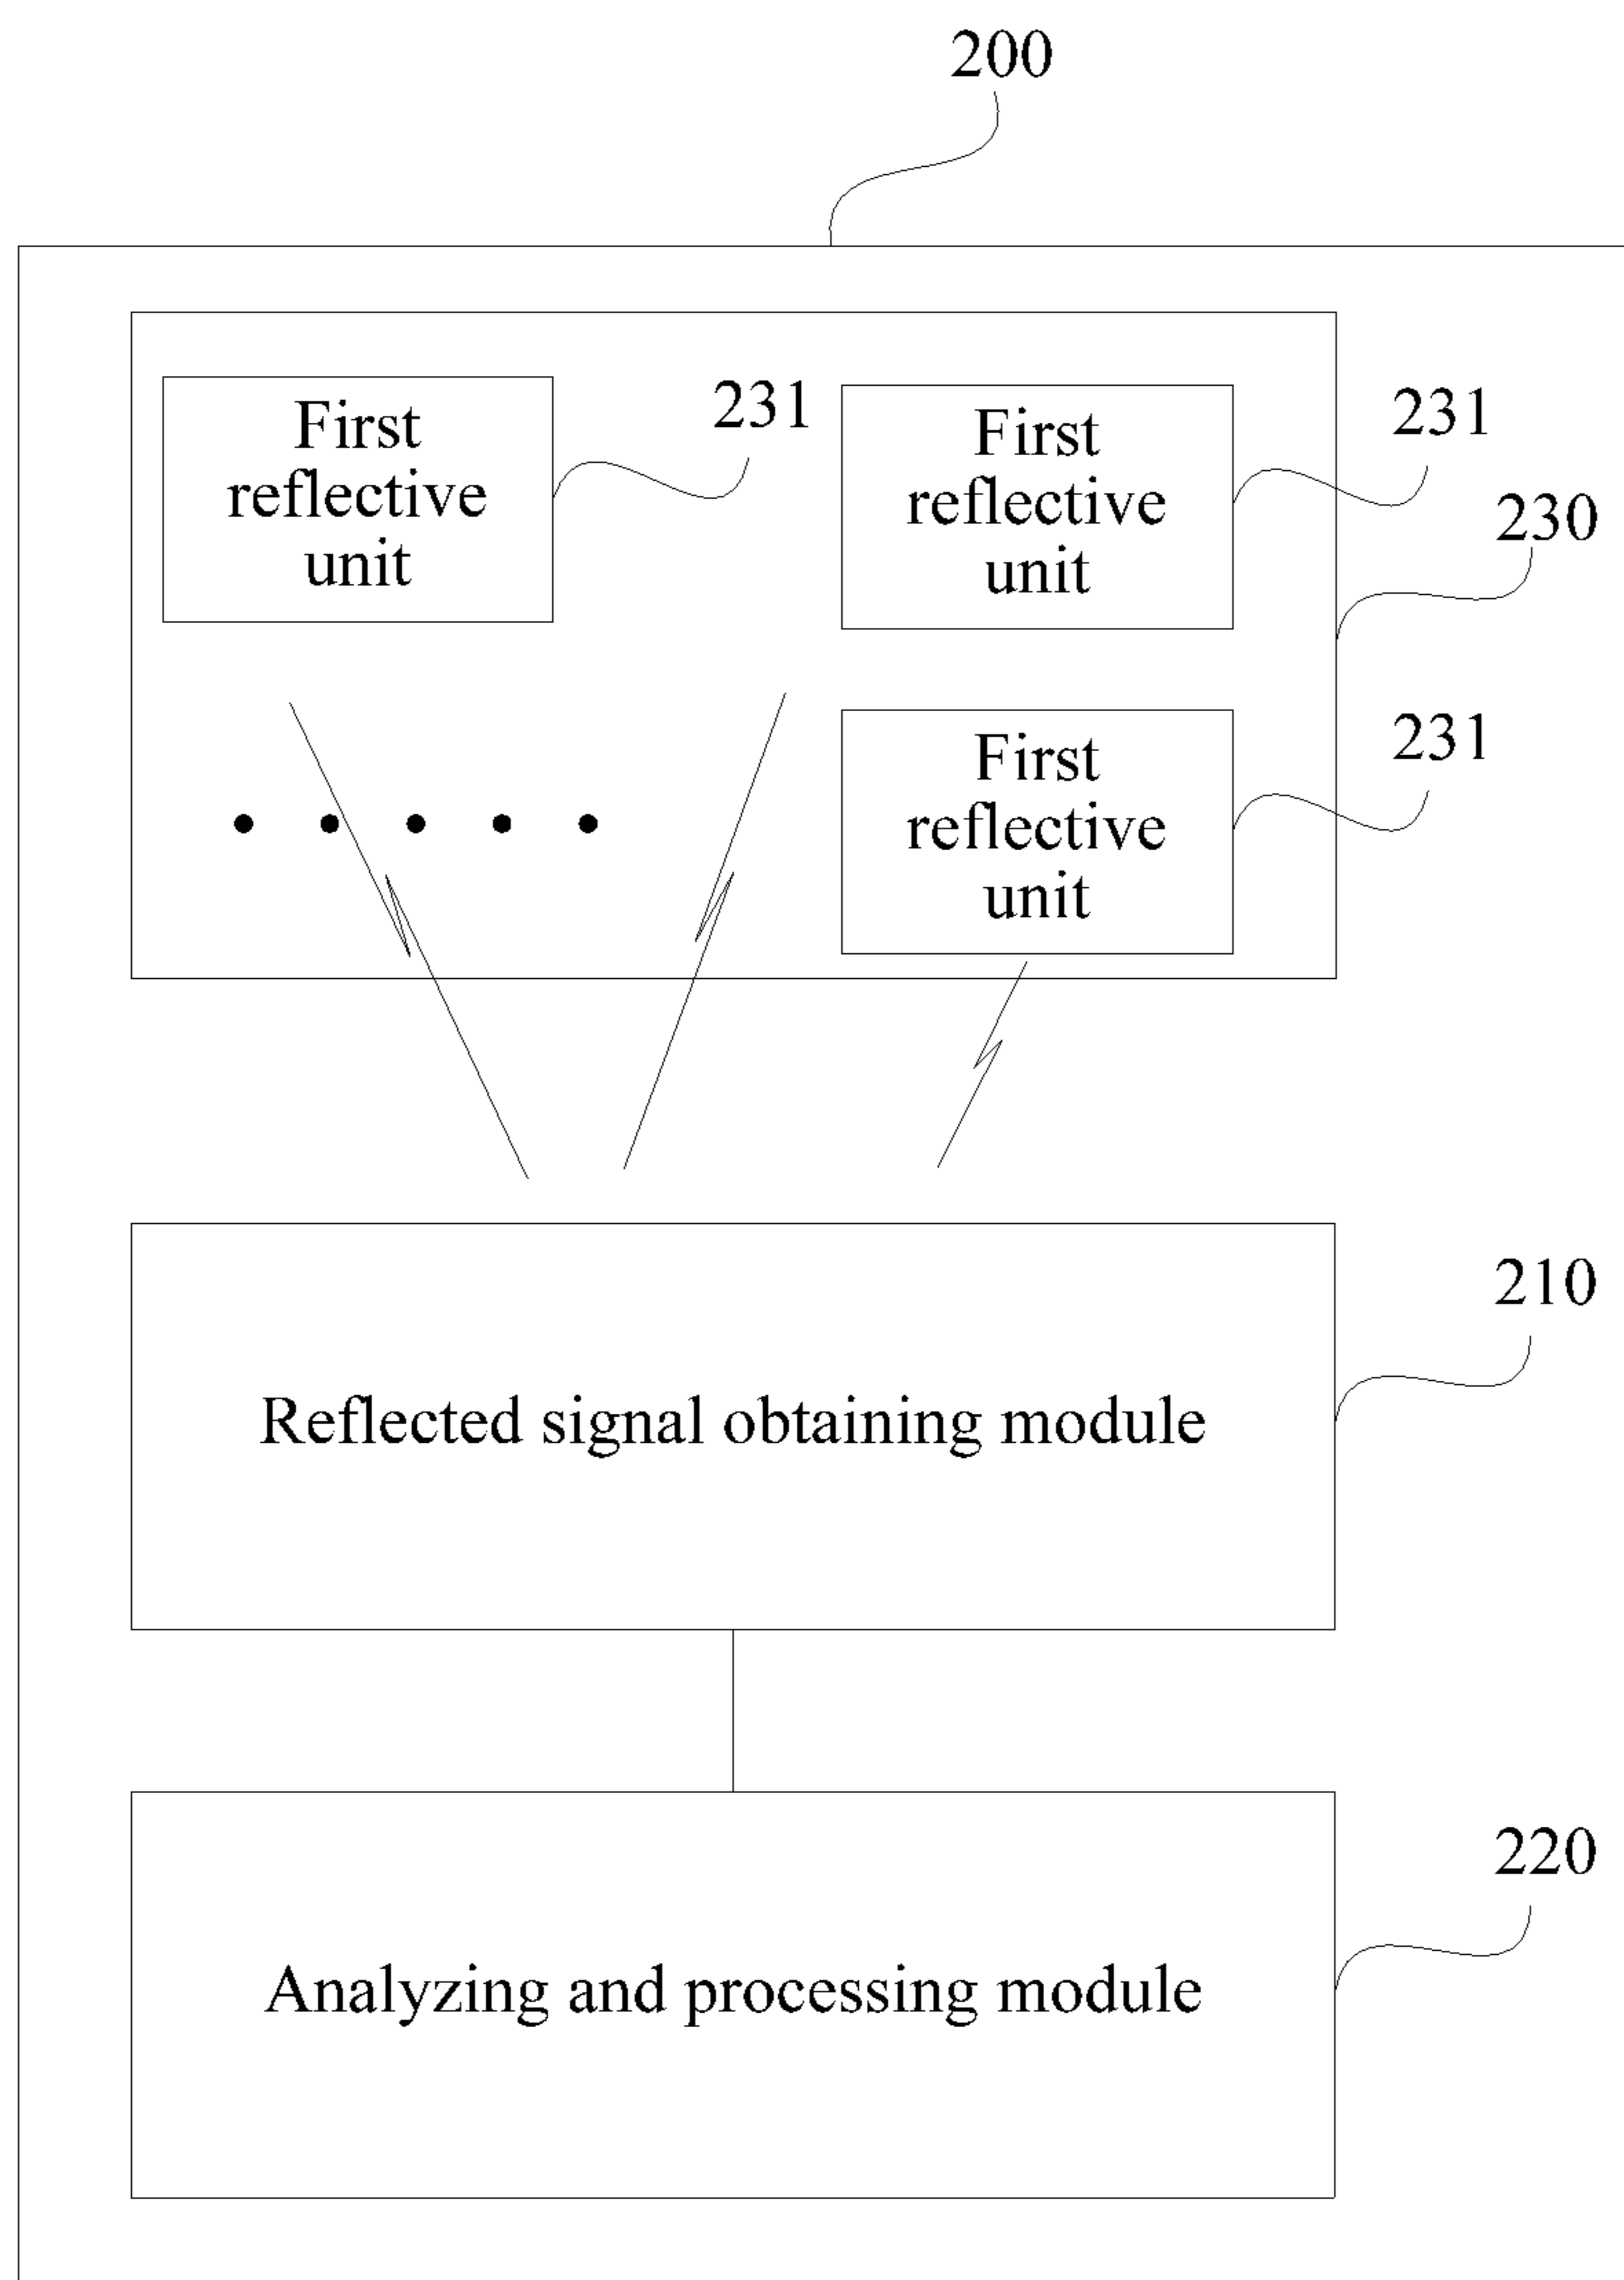 200
First
reflective
unit
231
First
reflective
unit
231
230
First
reflective
unit
231
Reflected signal obtaining module
210
Analyzing and processing module
220